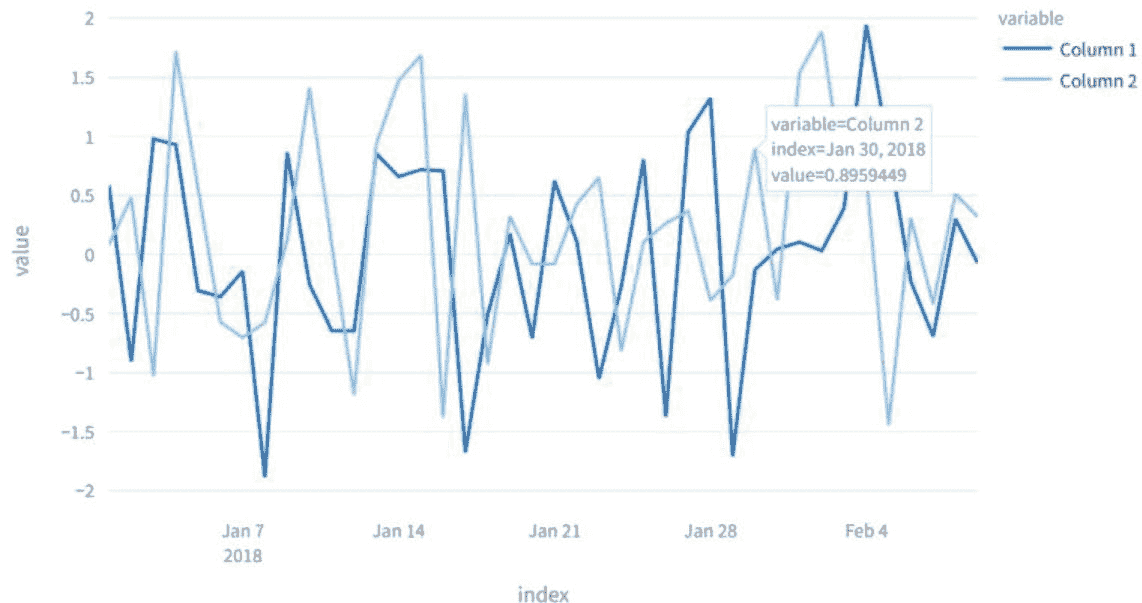 2
1.5
1
0.5
0
−0.5
−1
−1.5
−2
value
Jan 7
2018
Jan 14
Jan 21
Jan 28
Feb 4
index
variable
Column 1
Column 2
variable=Column 2
index=Jan 30, 2018
value=0.8959449